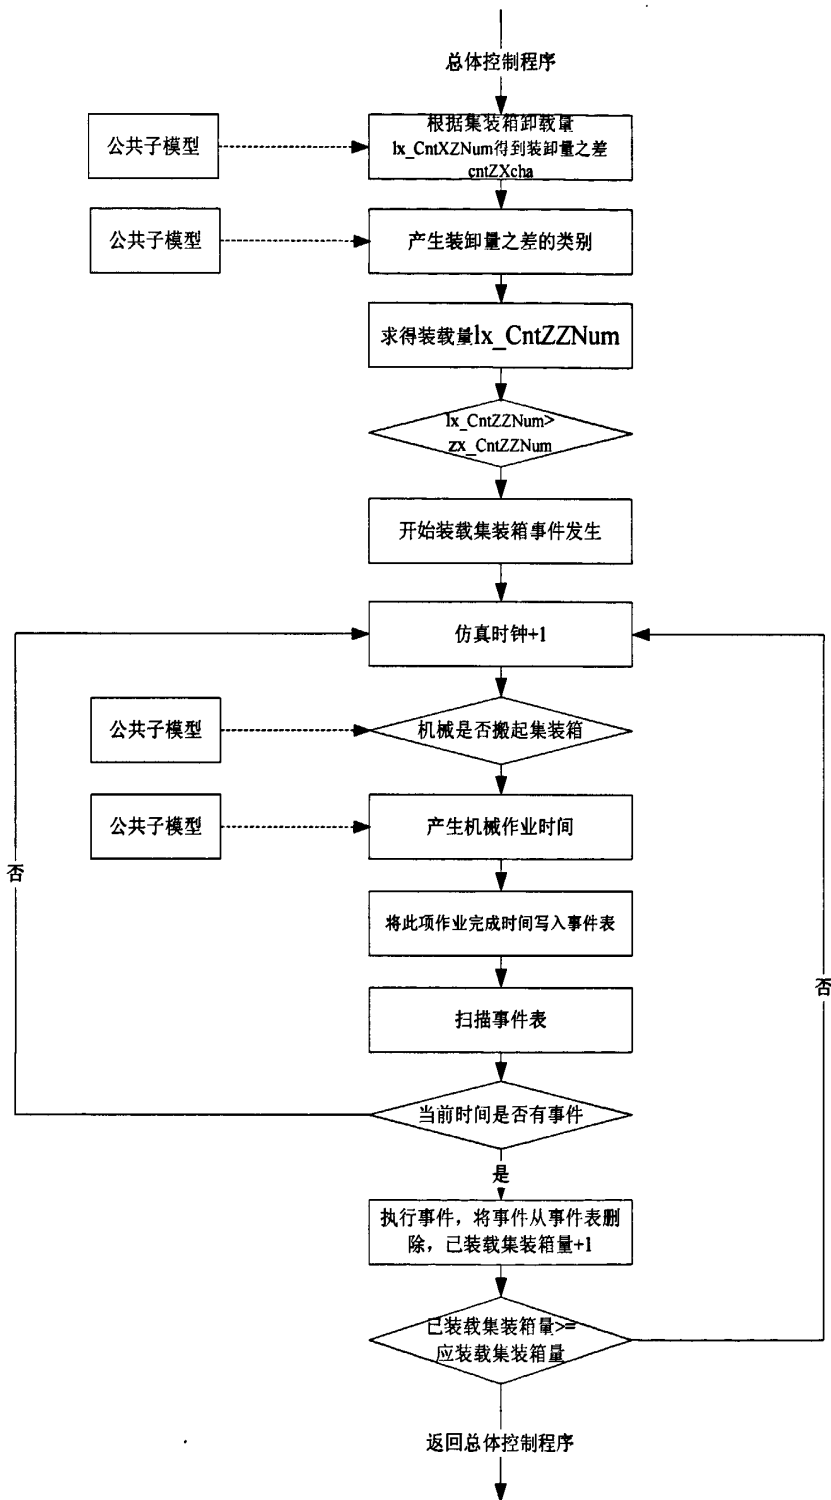 总体控制程序
公共子模型
根据集装箱卸载量
lx_CntXZNum得到装卸量之差
cntZXcha
公共子模型
产生装卸量之差的类别
求得装载量lx_CntZZNum
lx_CntZZNum>
zx_CntZZNum
开始装载集装箱事件发生
仿真时钟+1
公共子模型
机械是否搬起集装箱
公共子模型
产生机械作业时间
否
将此项作业完成时间写入事件表
扫描事件表
否
当前时间是否有事件
是
执行事件，将事件从事件表删
除，已装载集装箱量+1
已装载集装箱量>=
应装载集装箱量
返回总体控制程序